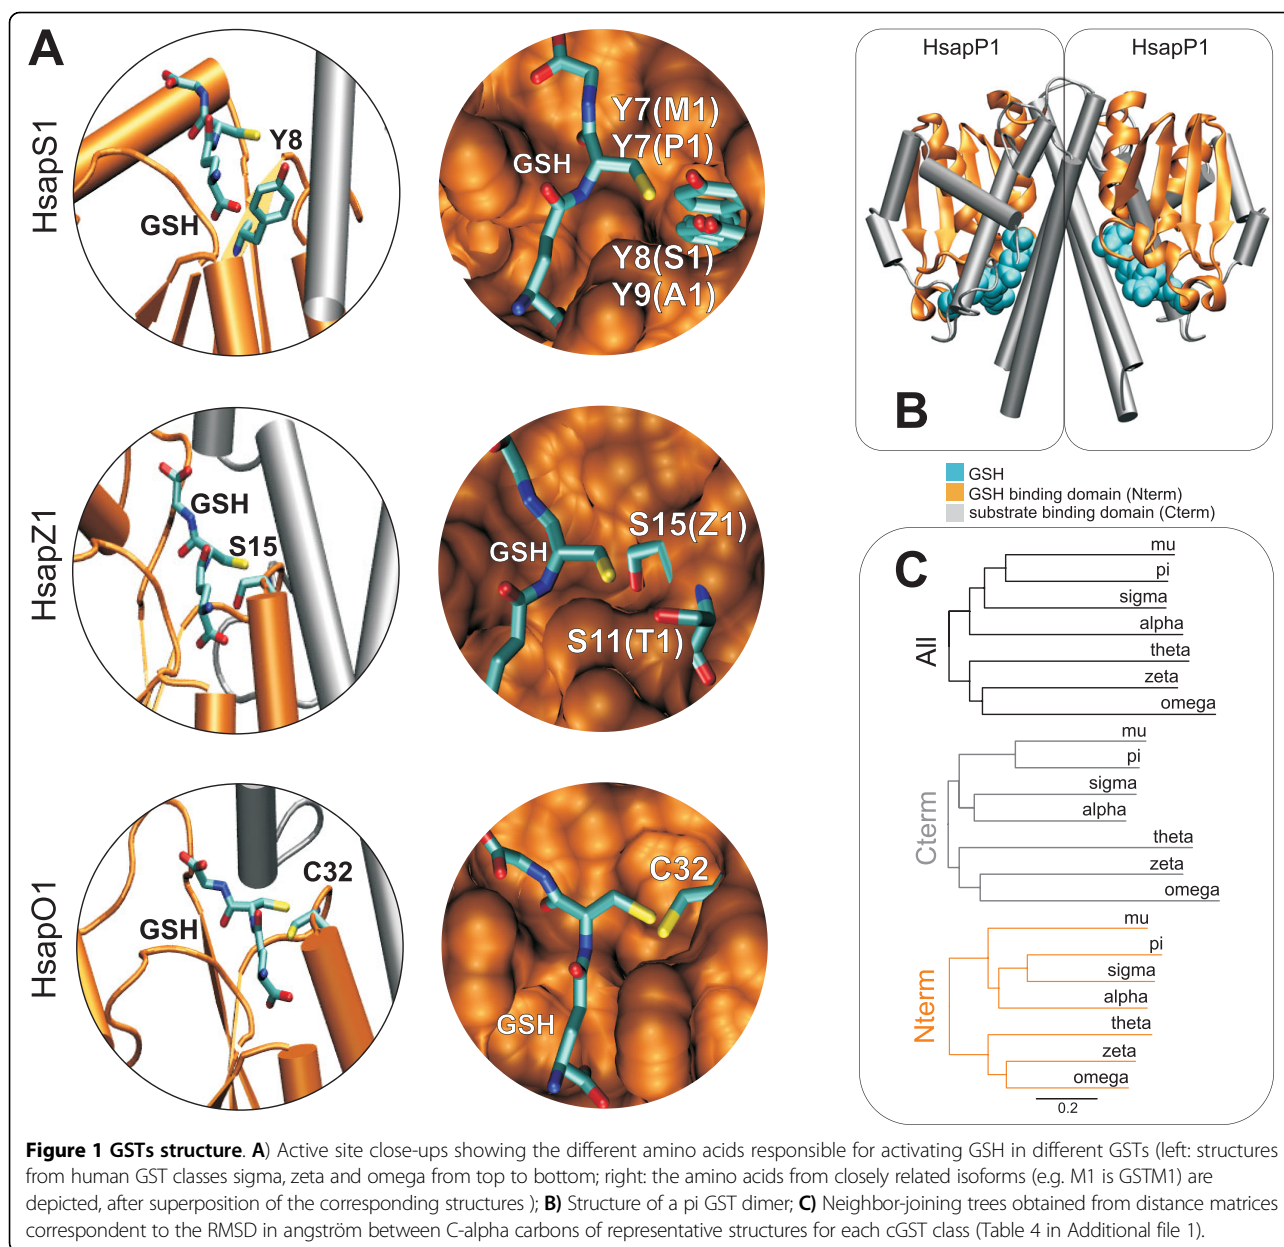 A
HsapS1
Y8
GSH
GSH
Y7(M1)
Y7(P1)
Y8(S1)
Y9(A1)
HsapZ1
GSH
S15
GSH
S15(Z1)
S11(T1)
HsapO1
C32
GSH
C32
GSH
HsapP1
HsapP1
B
GSH
GSH binding domain (Nterm)
substrate binding domain (Cterm)
C
All
mu
pi
sigma
alpha
theta
zeta
omega
Cterm
mu
pi
sigma
alpha
theta
zeta
omega
Nterm
mu
pi
sigma
alpha
theta
zeta
omega
0.2
Figure 1 GSTs structure. A) Active site close-ups showing the different amino acids responsible for activating GSH in different GSTs (left: structures
from human GST classes sigma, zeta and omega from top to bottom; right: the amino acids from closely related isoforms (e.g. M1 is GSTM1) are
depicted, after superposition of the corresponding structures ); B) Structure of a pi GST dimer; C) Neighbor-joining trees obtained from distance matrices
correspondent to the RMSD in angström between C-alpha carbons of representative structures for each cGST class (Table 4 in Additional file 1).